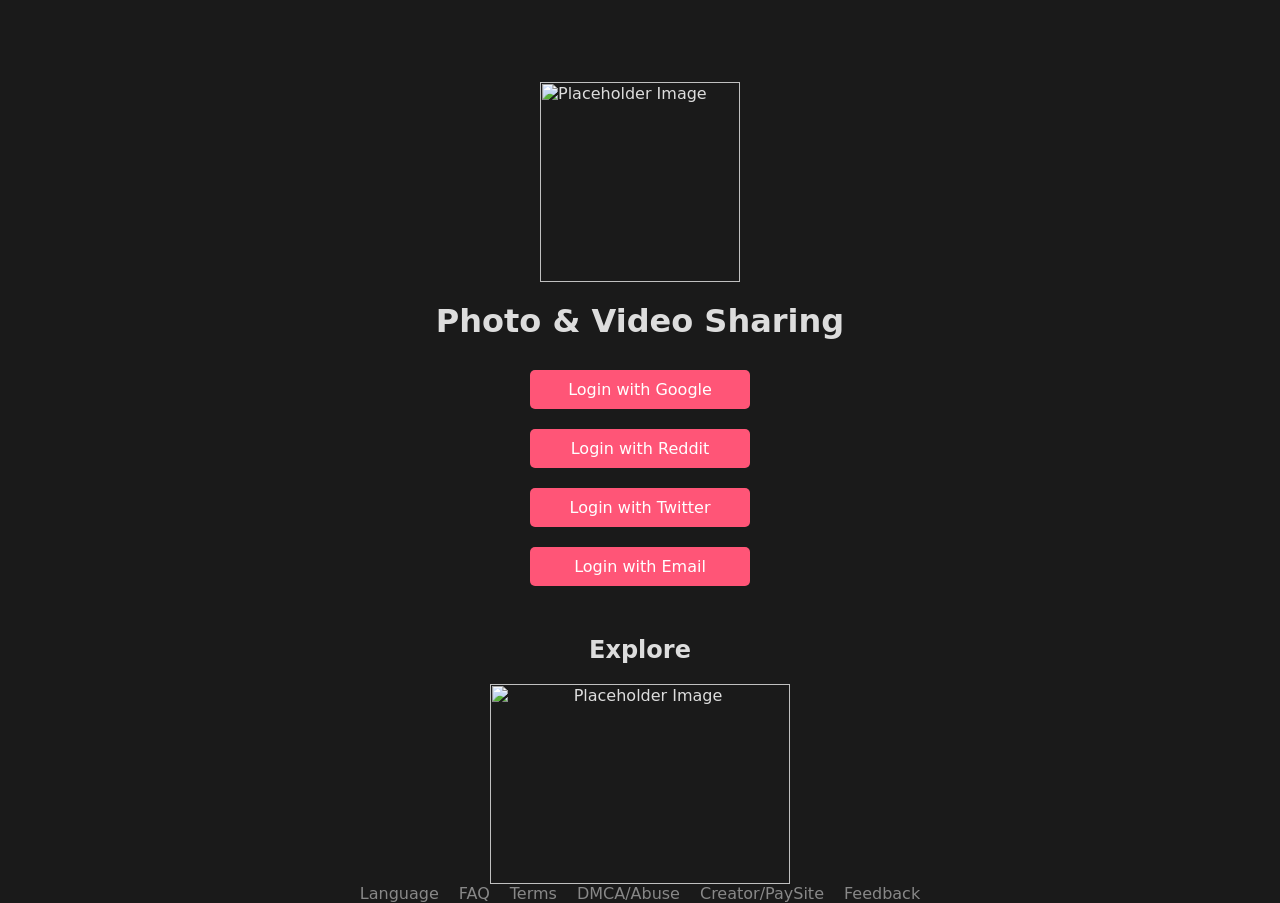 Placeholder Image
Photo & Video Sharing
Login with Google
Login with Reddit
Login with Twitter
Login with Email
Explore
Placeholder Image
Language FAQ Terms DMCA/Abuse Creator/PaySite Feedback